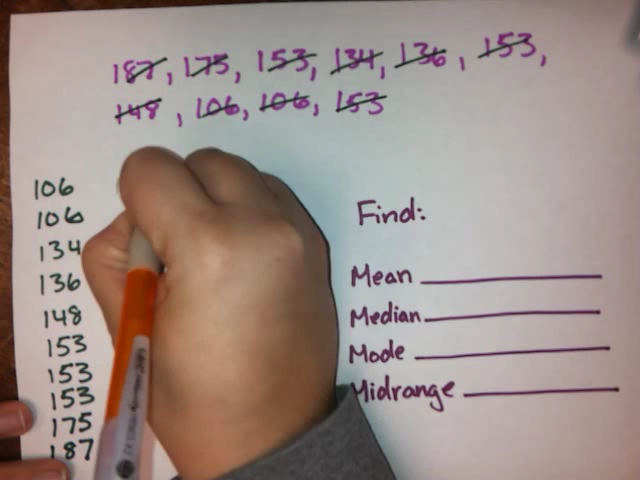 187, 175, 153, 134, 136, 153,
148, 106, 106, 153
106
106
134
136
148
153
153
153
175
187
Find:
Mean
Median
Mode
Midrange